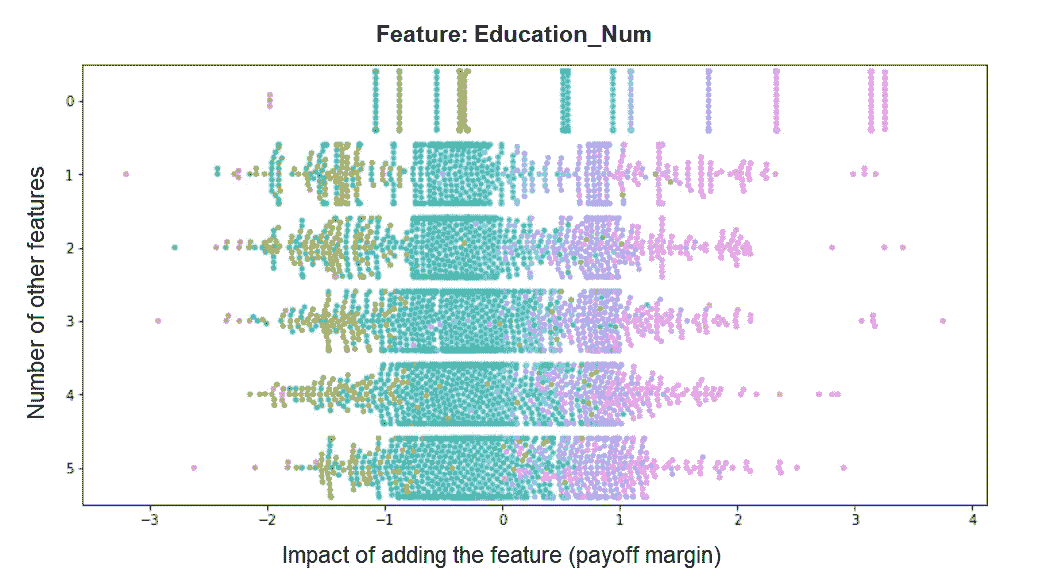 Feature: Education_Num
Number of other features
0
1
2
3
4
5
−3 −2 −1 0 1 2 3 4
Impact of adding the feature (payoff margin)